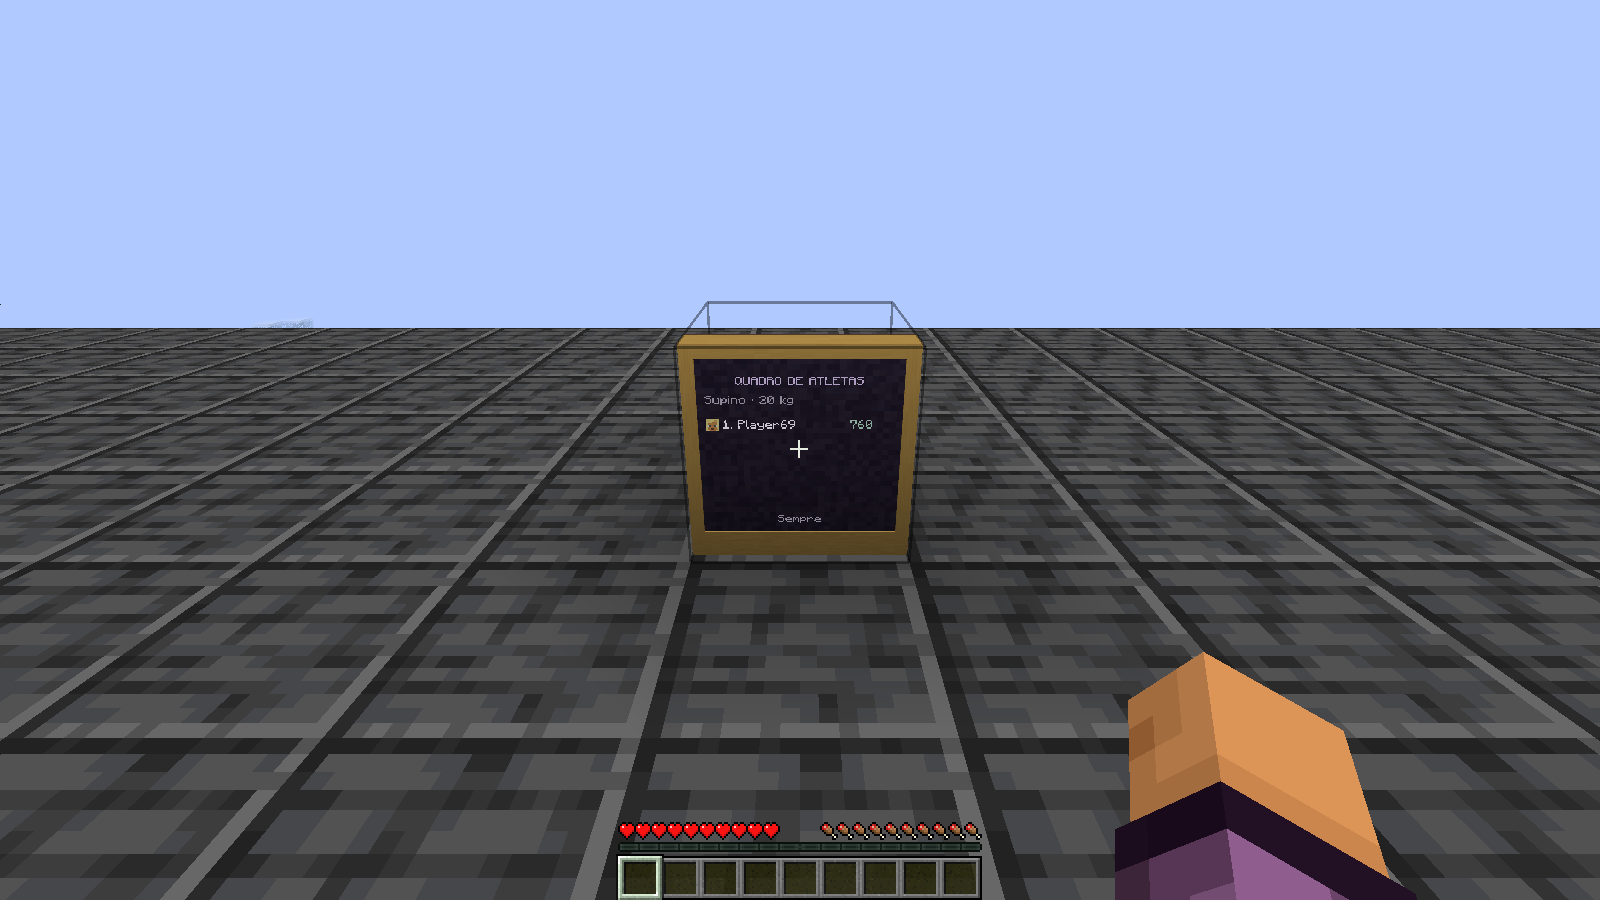 QUADRO DE ATLETAS
Supino · 20 kg
1. Player69 760
Sempre